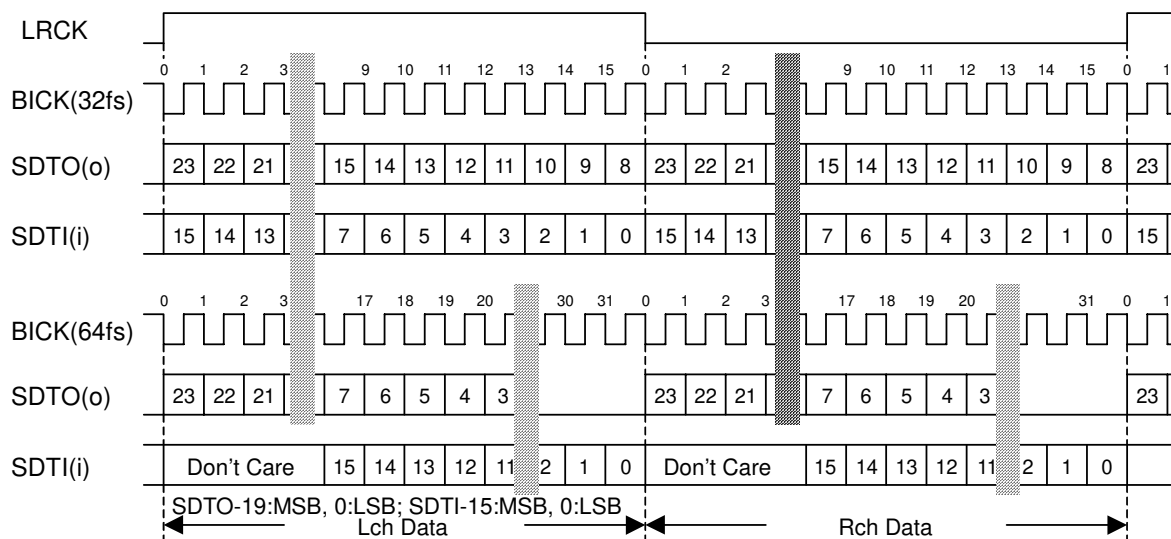 LRCK
0 1 2 3 9 10 11 12 13 14 15 0 1 2 9 10 11 12 13 14 15 0 1
BICK(32fs)
SDTO(o) 23 22 21 15 14 13 12 11 10 9 8 23 22 21 15 14 13 12 11 10 9 8 23
SDTI(i) 15 14 13 7 6 5 4 3 2 1 0 15 14 13 7 6 5 4 3 2 1 0 15
0 1 2 3 17 18 19 20 30 31 0 1 2 3 17 18 19 20 31 0 1
BICK(64fs)
SDTO(o) 23 22 21 7 6 5 4 3 23 22 21 7 6 5 4 3 23
SDTI(i) Don't Care 15 14 13 12 11 2 1 0 Don't Care 15 14 13 12 11 2 1 0
SDTO-19:MSB, 0:LSB; SDTI-15:MSB, 0:LSB
Lch Data Rch Data